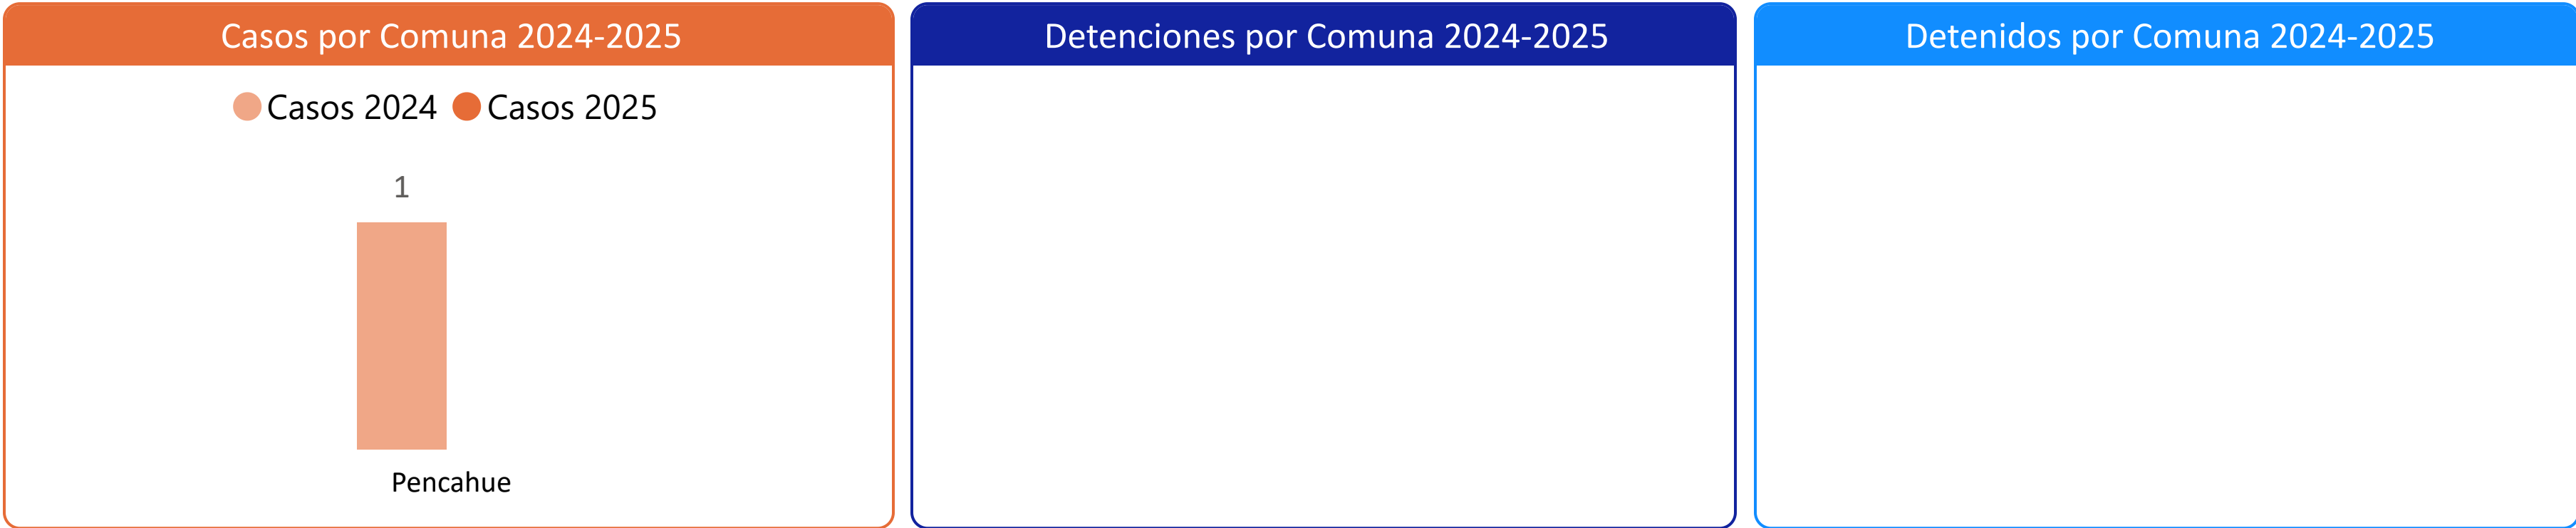 Casos por Comuna 2024-2025
Casos 2024 Casos 2025
1
Pencahue
Detenciones por Comuna 2024-2025
Detenidos por Comuna 2024-2025